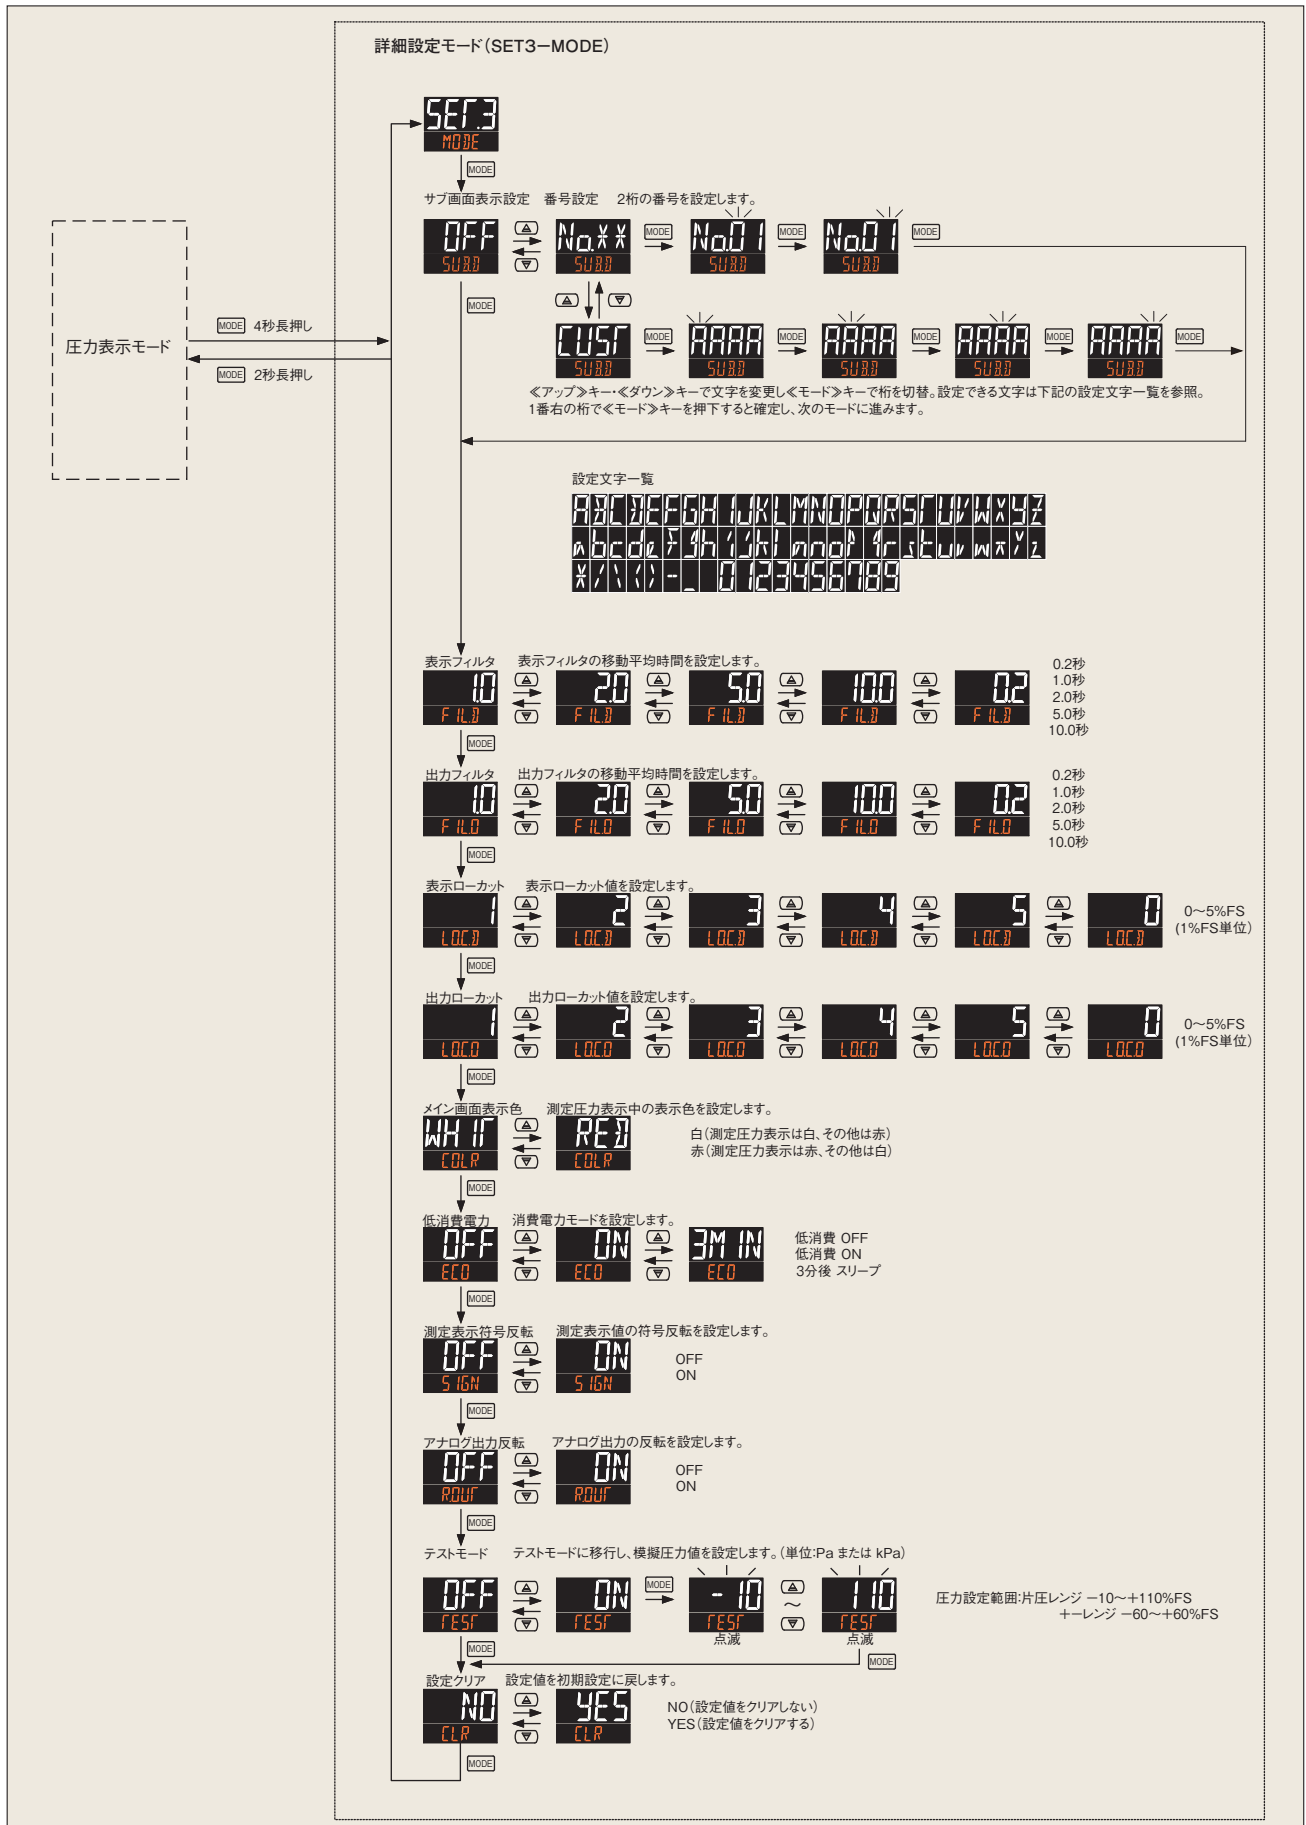 詳細設定モード(SET3－MODE)
SET.3
MODE
MODE
サブ画面表示設定 番号設定 2桁の番号を設定します。
OFF No.** MODE No.01 MODE No.01 MODE
SUB.D SUB.D SUB.D SUB.D
MODE
圧力表示モード
MODE 4秒長押し
MODE 2秒長押し
CUST MODE AAAA MODE AAAA MODE AAAA MODE AAAA MODE
SUB.D SUB.D SUB.D SUB.D SUB.D
≪アップ≫キー・≪ダウン≫キーで文字を変更し≪モード≫キーで桁を切替。設定できる文字は下記の設定文字一覧を参照。
1番右の桁で≪モード≫キーを押下すると確定し、次のモードに進みます。
設定文字一覧
ABCDEFGHIJKLMNOPQRSTUVWXYZ
abcdefghijklmnopqrstuvwxyz
*/\()-_ 0123456789
表示フィルタ 表示フィルタの移動平均時間を設定します。
1.0 2.0 5.0 10.0 0.2
FIL.D FIL.D FIL.D FIL.D FIL.D
0.2秒
1.0秒
2.0秒
5.0秒
10.0秒
MODE
出力フィルタ 出力フィルタの移動平均時間を設定します。
1.0 2.0 5.0 10.0 0.2
FIL.O FIL.O FIL.O FIL.O FIL.O
0.2秒
1.0秒
2.0秒
5.0秒
10.0秒
MODE
表示ローカット 表示ローカット値を設定します。
1 2 3 4 5 0
LOC.D LOC.D LOC.D LOC.D LOC.D LOC.D
0～5%FS
(1%FS単位)
MODE
出力ローカット 出力ローカット値を設定します。
1 2 3 4 5 0
LOC.O LOC.O LOC.O LOC.O LOC.O LOC.O
0～5%FS
(1%FS単位)
MODE
メイン画面表示色 測定圧力表示中の表示色を設定します。
WHIT RED
COLR COLR
白(測定圧力表示は白、その他は赤)
赤(測定圧力表示は赤、その他は白)
MODE
低消費電力 消費電力モードを設定します。
OFF ON 3MIN
ECO ECO ECO
低消費 OFF
低消費 ON
3分後 スリープ
MODE
測定表示符号反転 測定表示値の符号反転を設定します。
OFF ON
SIGN SIGN
OFF
ON
MODE
アナログ出力反転 アナログ出力の反転を設定します。
OFF ON
A.OUT A.OUT
OFF
ON
MODE
テストモード テストモードに移行し、模擬圧力値を設定します。(単位:Pa または kPa)
OFF ON MODE -10 ～ 110
TEST TEST TEST TEST
点滅 点滅
圧力設定範囲:片圧レンジ －10～＋110%FS
＋－レンジ －60～＋60%FS
MODE MODE
設定クリア 設定値を初期設定に戻します。
NO YES
CLR CLR
NO(設定値をクリアしない)
YES(設定値をクリアする)
MODE